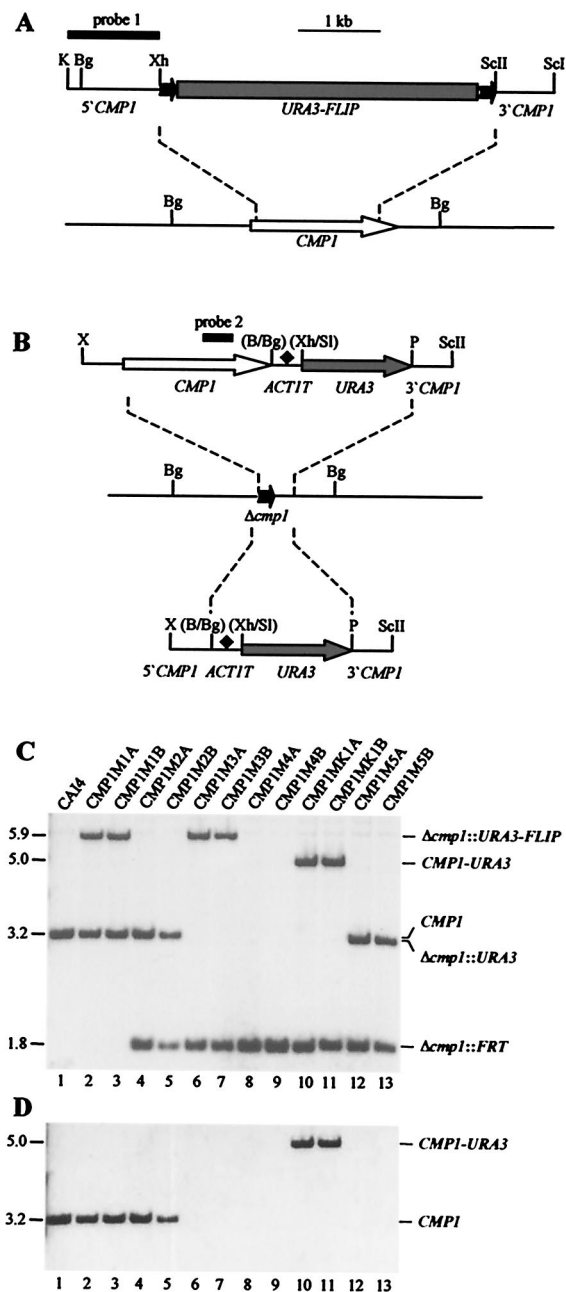 A
probe 1
1 kb
K Bg Xh ScII ScI
5`CMP1 URA3-FLIP 3`CMP1
Bg Bg
CMP1
B
probe 2
X (B/Bg) (Xh/Sl) P ScII
CMP1 ACT1T URA3 3`CMP1
Bg Bg
Δcmp1
X (B/Bg) (Xh/Sl) P ScII
5`CMP1 ACT1T URA3 3`CMP1
C
CAI4 CMP1M1A CMP1M1B CMP1M2A CMP1M2B CMP1M3A CMP1M3B CMP1M4A CMP1M4B CMP1MK1A CMP1MK1B CMP1M5A CMP1M5B
5.9 Δcmp1::URA3-FLIP
5.0 CMP1-URA3
3.2 CMP1
Δcmp1::URA3
1.8 Δcmp1::FRT
1 2 3 4 5 6 7 8 9 10 11 12 13
D
5.0 CMP1-URA3
3.2 CMP1
1 2 3 4 5 6 7 8 9 10 11 12 13